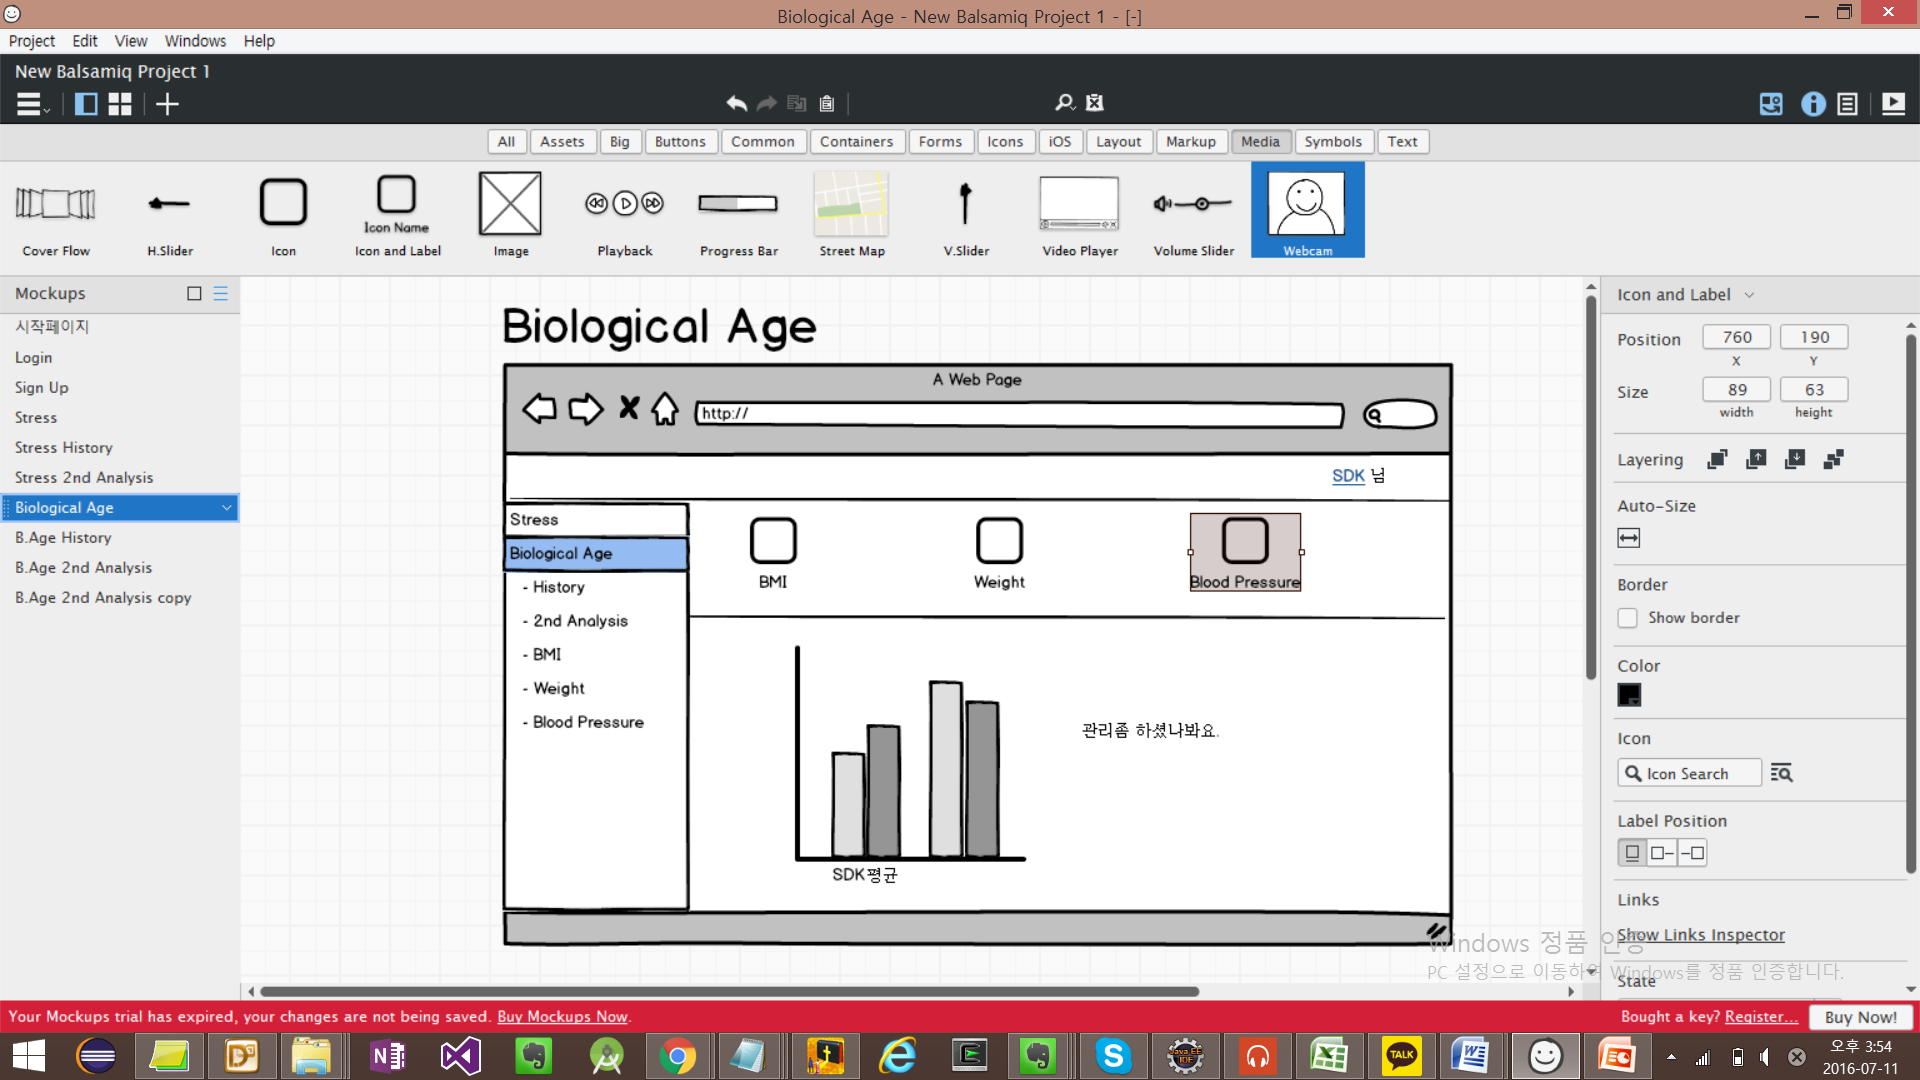 Biological Age - New Balsamiq Project 1 - [-]
Project Edit View Windows Help
New Balsamiq Project 1
All Assets Big Buttons Common Containers Forms Icons iOS Layout Markup Media Symbols Text
Icon Name
Cover Flow H.Slider Icon Icon and Label Image Playback Progress Bar Street Map V.Slider Video Player Volume Slider Webcam
Mockups
시작페이지
Login
Sign Up
Stress
Stress History
Stress 2nd Analysis
Biological Age
B.Age History
B.Age 2nd Analysis
B.Age 2nd Analysis copy
Biological Age
A Web Page
http://
SDK 님
Stress
Biological Age
- History
- 2nd Analysis
- BMI
- Weight
- Blood Pressure
BMI Weight Blood Pressure
관리좀 하셨나봐요.
SDK평균
Icon and Label
Position 760 190
X Y
Size 89 63
width height
Layering
Auto-Size
Border
Show border
Color
Icon
Icon Search
Label Position
Links
Show Links Inspector
State
Windows 정품 인증
PC 설정으로 이동하여 Windows를 정품 인증합니다.
Your Mockups trial has expired, your changes are not being saved. Buy Mockups Now.
Bought a key? Register... Buy Now!
Java EE
IDE
TALK
오후 3:54
2016-07-11